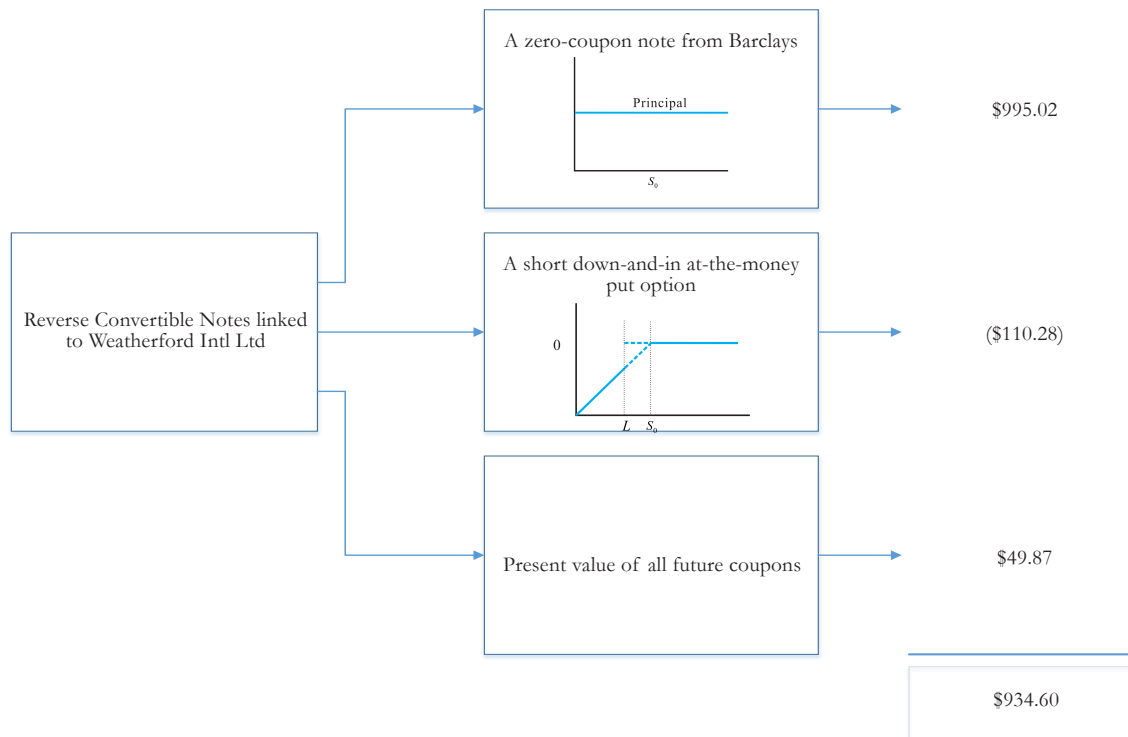 A zero-coupon note from Barclays
Principal
S₀
$995.02
Reverse Convertible Notes linked
to Weatherford Intl Ltd
A short down-and-in at-the-money
put option
0
L S₀
($110.28)
Present value of all future coupons
$49.87
$934.60